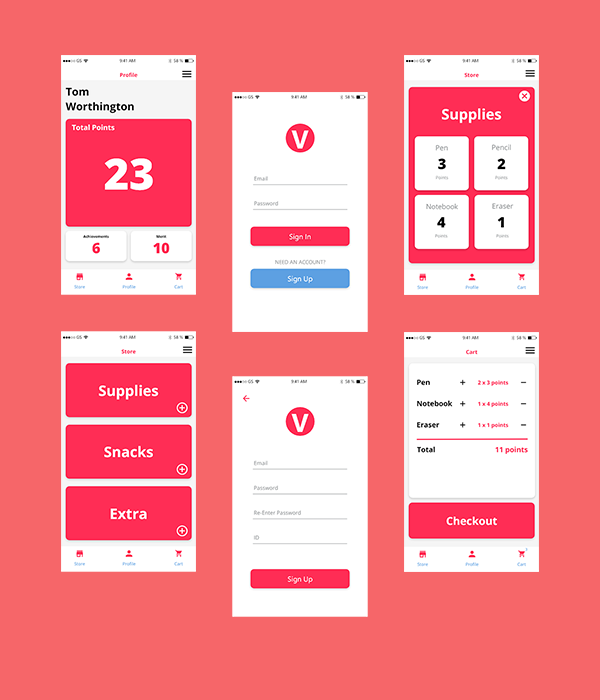 GS 9:41 AM 58 %
Profile
Tom
Worthington
Total Points
23
Achievements
6
Merit
10
Store Profile Cart
GS 9:41 AM 54 %
V
Email
Password
Sign In
NEED AN ACCOUNT?
Sign Up
GS 9:41 AM 58 %
Store
Supplies
Pen
3
Points
Pencil
2
Points
Notebook
4
Points
Eraser
1
Points
Store Profile Cart
GS 9:41 AM 58 %
Store
Supplies
Snacks
Extra
Store Profile Cart
GS 9:41 AM 54 %
V
Email
Password
Re-Enter Password
ID
Sign Up
GS 9:41 AM 58 %
Cart
Pen + 2 x 3 points −
Notebook + 1 x 4 points −
Eraser + 1 x 1 points −
Total 11 points
Checkout
Store Profile Cart